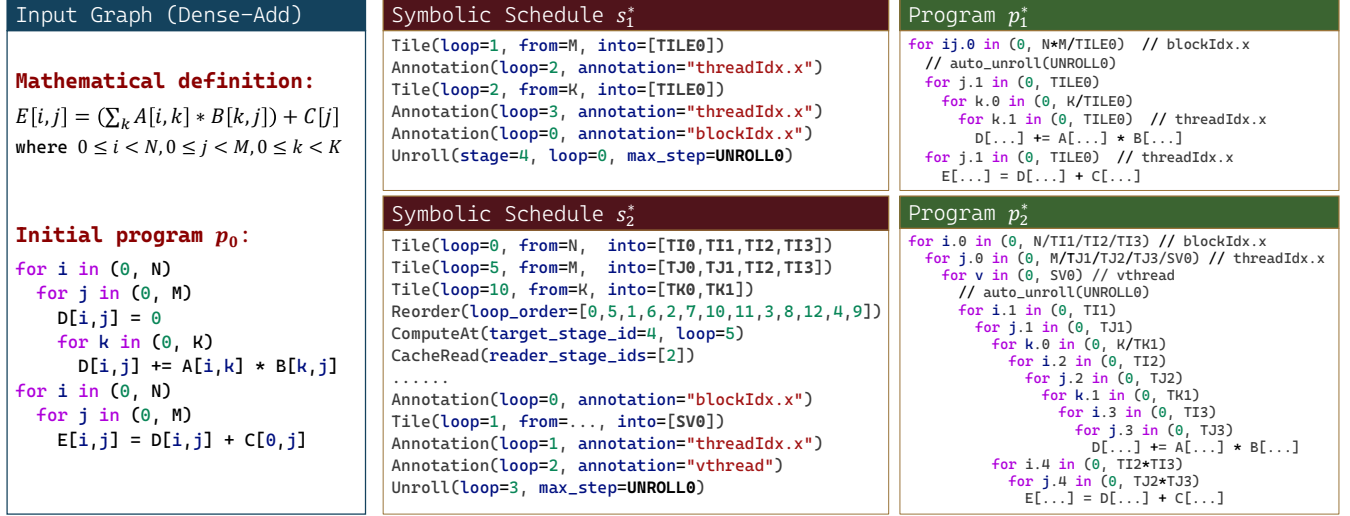 Input Graph (Dense-Add)
Mathematical definition:
E[i,j] = (∑ₖ A[i,k] * B[k,j]) + C[j]
where 0 ≤ i < N, 0 ≤ j < M, 0 ≤ k < K
Initial program p₀:
for i in (0, N)
  for j in (0, M)
    D[i,j] = 0
    for k in (0, K)
      D[i,j] += A[i,k] * B[k,j]
for i in (0, N)
  for j in (0, M)
    E[i,j] = D[i,j] + C[0,j]
Symbolic Schedule s₁*
Tile(loop=1, from=M, into=[TILE0])
Annotation(loop=2, annotation="threadIdx.x")
Tile(loop=2, from=K, into=[TILE0])
Annotation(loop=3, annotation="threadIdx.x")
Annotation(loop=0, annotation="blockIdx.x")
Unroll(stage=4, loop=0, max_step=UNROLL0)
Program p₁*
for ij.0 in (0, N*M/TILE0)  // blockIdx.x
  // auto_unroll(UNROLL0)
  for j.1 in (0, TILE0)
    for k.0 in (0, K/TILE0)
      for k.1 in (0, TILE0)  // threadIdx.x
        D[...] += A[...] * B[...]
  for j.1 in (0, TILE0)  // threadIdx.x
    E[...] = D[...] + C[...]
Symbolic Schedule s₂*
Tile(loop=0, from=N,  into=[TI0,TI1,TI2,TI3])
Tile(loop=5, from=M,  into=[TJ0,TJ1,TI2,TI3])
Tile(loop=10, from=K, into=[TK0,TK1])
Reorder(loop_order=[0,5,1,6,2,7,10,11,3,8,12,4,9])
ComputeAt(target_stage_id=4, loop=5)
CacheRead(reader_stage_ids=[2])
......
Annotation(loop=0, annotation="blockIdx.x")
Tile(loop=1, from=..., into=[SV0])
Annotation(loop=1, annotation="threadIdx.x")
Annotation(loop=2, annotation="vthread")
Unroll(loop=3, max_step=UNROLL0)
Program p₂*
for i.0 in (0, N/TI1/TI2/TI3) // blockIdx.x
  for j.0 in (0, M/TJ1/TJ2/TJ3/SV0) // threadIdx.x
    for v in (0, SV0) // vthread
      // auto_unroll(UNROLL0)
      for i.1 in (0, TI1)
        for j.1 in (0, TJ1)
          for k.0 in (0, K/TK1)
            for i.2 in (0, TI2)
              for j.2 in (0, TJ2)
                for k.1 in (0, TK1)
                  for i.3 in (0, TI3)
                    for j.3 in (0, TJ3)
                      D[...] += A[...] * B[...]
          for i.4 in (0, TI2*TI3)
            for j.4 in (0, TJ2*TJ3)
              E[...] = D[...] + C[...]